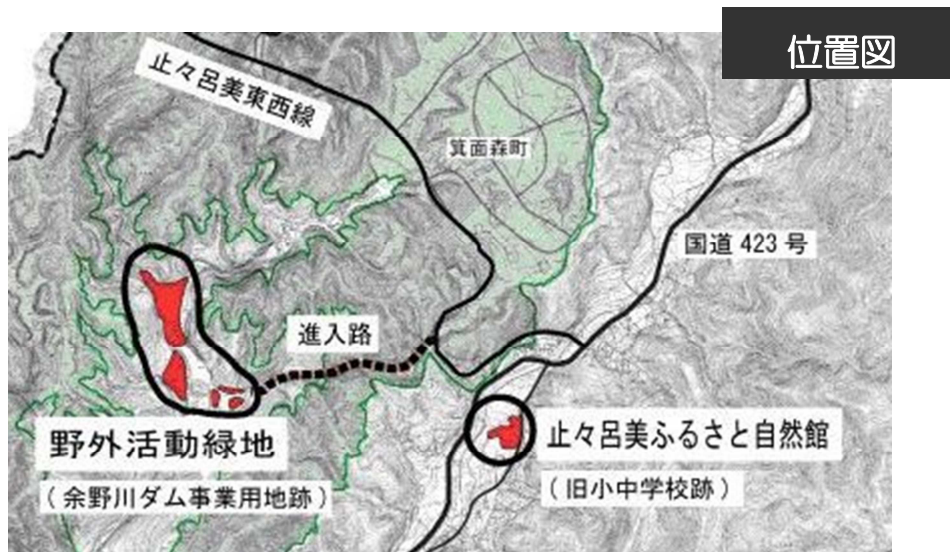 位置図
止々呂美東西線
箕面森町
国道 423 号
進入路
野外活動緑地
（余野川ダム事業用地跡）
止々呂美ふるさと自然館
（旧小中学校跡）